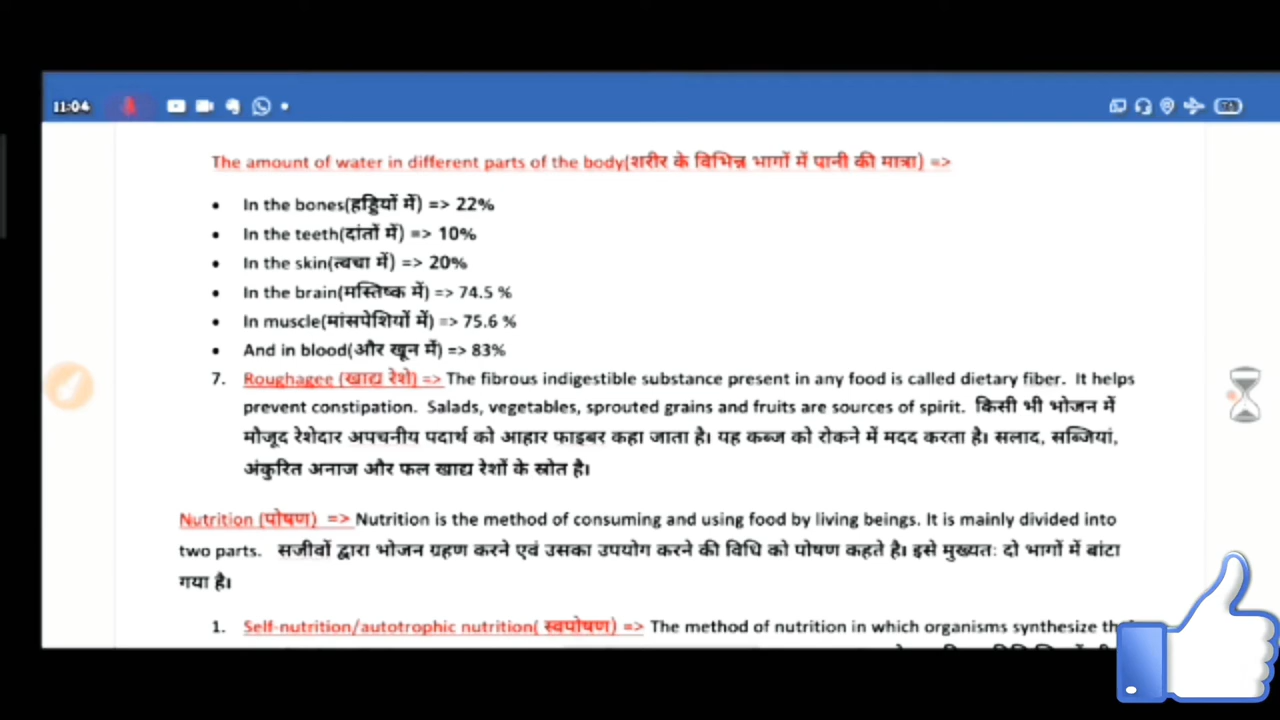 11:04
The amount of water in different parts of the body(शरीर के विभिन्न भागों में पानी की मात्रा) =>
• In the bones(हड्डियों में) => 22%
• In the teeth(दांतों में) => 10%
• In the skin(त्वचा में) => 20%
• In the brain(मस्तिष्क में) => 74.5 %
• In muscle(मांसपेशियों में) => 75.6 %
• And in blood(और खून में) => 83%
7. Roughagee (खाद्य रेशे) => The fibrous indigestible substance present in any food is called dietary fiber. It helps
prevent constipation. Salads, vegetables, sprouted grains and fruits are sources of spirit. किसी भी भोजन में
मौजूद रेशेदार अपचनीय पदार्थ को आहार फाइबर कहा जाता है। यह कब्ज को रोकने में मदद करता है। सलाद, सब्जियां,
अंकुरित अनाज और फल खाद्य रेशों के स्रोत है।
Nutrition (पोषण) => Nutrition is the method of consuming and using food by living beings. It is mainly divided into
two parts. सजीवों द्वारा भोजन ग्रहण करने एवं उसका उपयोग करने की विधि को पोषण कहते है। इसे मुख्यतः दो भागों में बांटा
गया है।
1. Self-nutrition/autotrophic nutrition( स्वपोषण) => The method of nutrition in which organisms synthesize